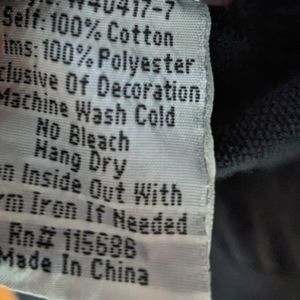 W40417-7
Self: 100% Cotton
ims: 100% Polyester
clusive Of Decoration
Machine Wash Cold
No Bleach
Hang Dry
n Inside Out With
rm Iron If Needed
Rn# 115686
Made In China